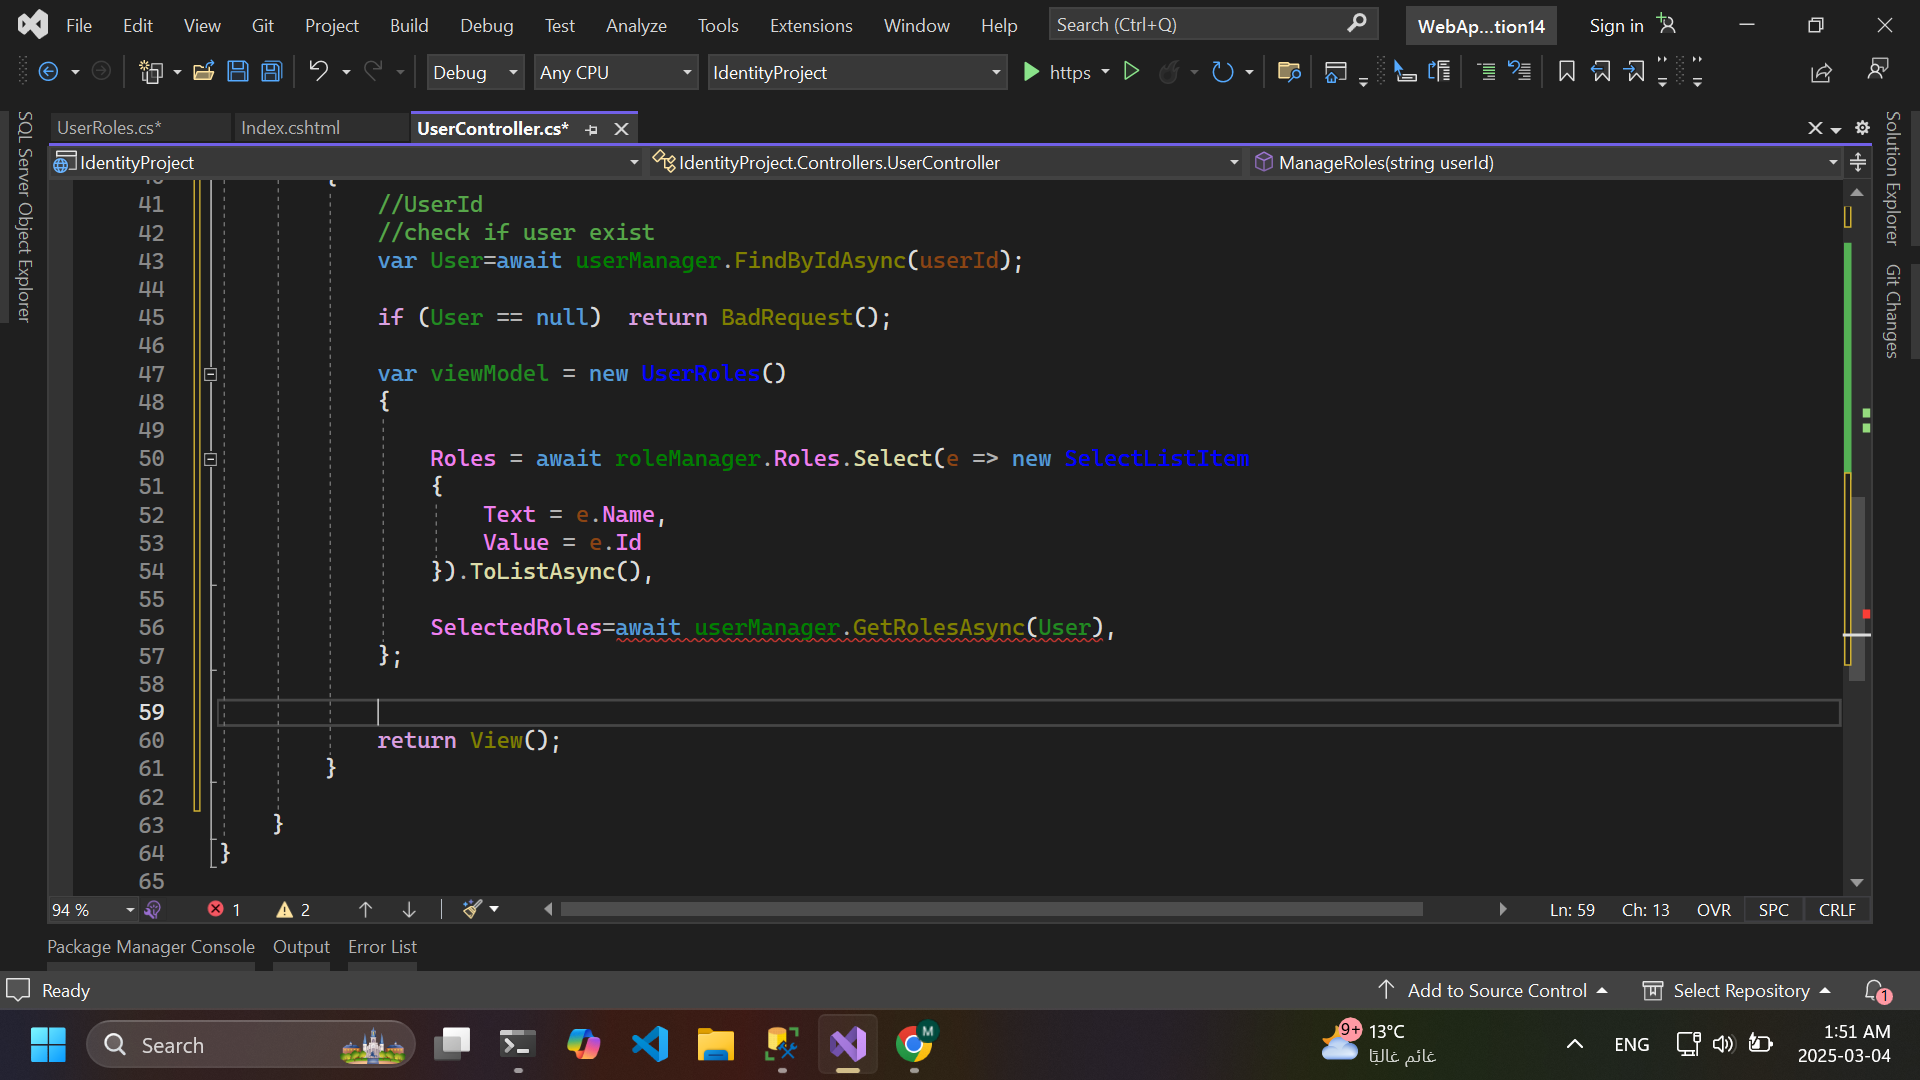 File Edit View Git Project Build Debug Test Analyze Tools Extensions Window Help Search (Ctrl+Q) WebAp...tion14 Sign in
Debug Any CPU IdentityProject https
UserRoles.cs* Index.cshtml UserController.cs*
IdentityProject IdentityProject.Controllers.UserController ManageRoles(string userId)
SQL Server Object Explorer
Solution Explorer
Git Changes
41 //UserId
42 //check if user exist
43 var User=await userManager.FindByIdAsync(userId);
44
45 if (User == null)  return BadRequest();
46
47 var viewModel = new UserRoles()
48 {
49
50 Roles = await roleManager.Roles.Select(e => new SelectListItem
51 {
52 Text = e.Name,
53 Value = e.Id
54 }).ToListAsync(),
55
56 SelectedRoles=await userManager.GetRolesAsync(User),
57 };
58
59
60 return View();
61 }
62
63 }
64 }
65
94 % 1 2 Ln: 59 Ch: 13 OVR SPC CRLF
Package Manager Console Output Error List
Ready Add to Source Control Select Repository 1
Search M 9+ 13°C ENG 1:51 AM
غائم غالبًا 2025-03-04